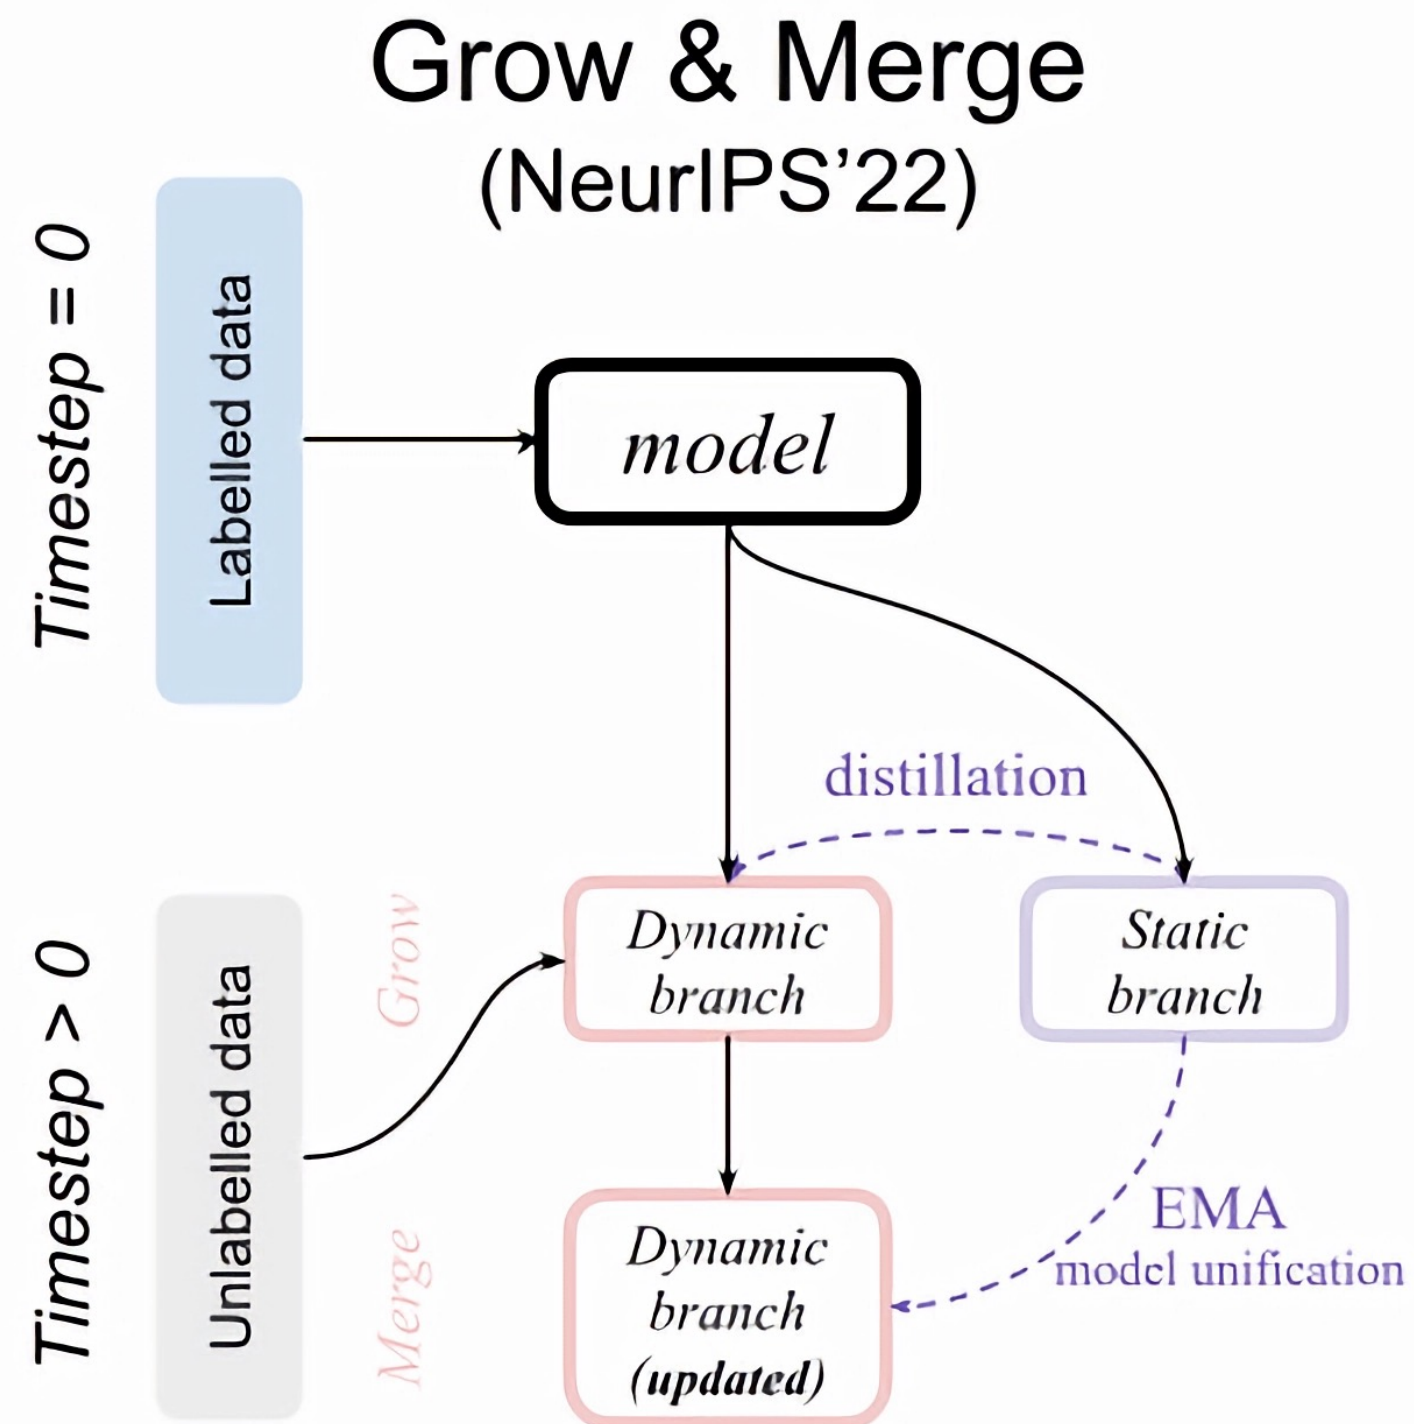 Grow & Merge
(NeurIPS’22)
Timestep = 0
Labelled data
model
distillation
Timestep > 0
Unlabelled data
Grow
Dynamic
branch
Static
branch
Merge
Dynamic
branch
(updated)
EMA
model unification